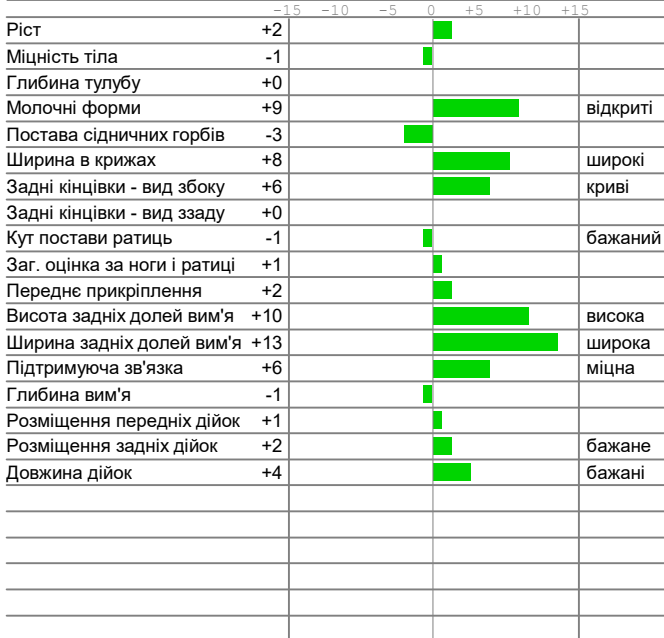 -15 -10 -5 0 +5 +10 +15
Ріст +2
Міцність тіла -1
Глибина тулубу +0
Молочні форми +9 відкриті
Постава сідничних горбів -3
Ширина в крижах +8 широкі
Задні кінцівки - вид збоку +6 криві
Задні кінцівки - вид ззаду +0
Кут постави ратиць -1 бажаний
Заг. оцінка за ноги і ратиці +1
Переднє прикріплення +2
Висота задніх долей вим'я +10 висока
Ширина задніх долей вим'я +13 широка
Підтримуюча зв'язка +6 міцна
Глибина вим'я -1
Розміщення передніх дійок +1
Розміщення задніх дійок +2 бажане
Довжина дійок +4 бажані